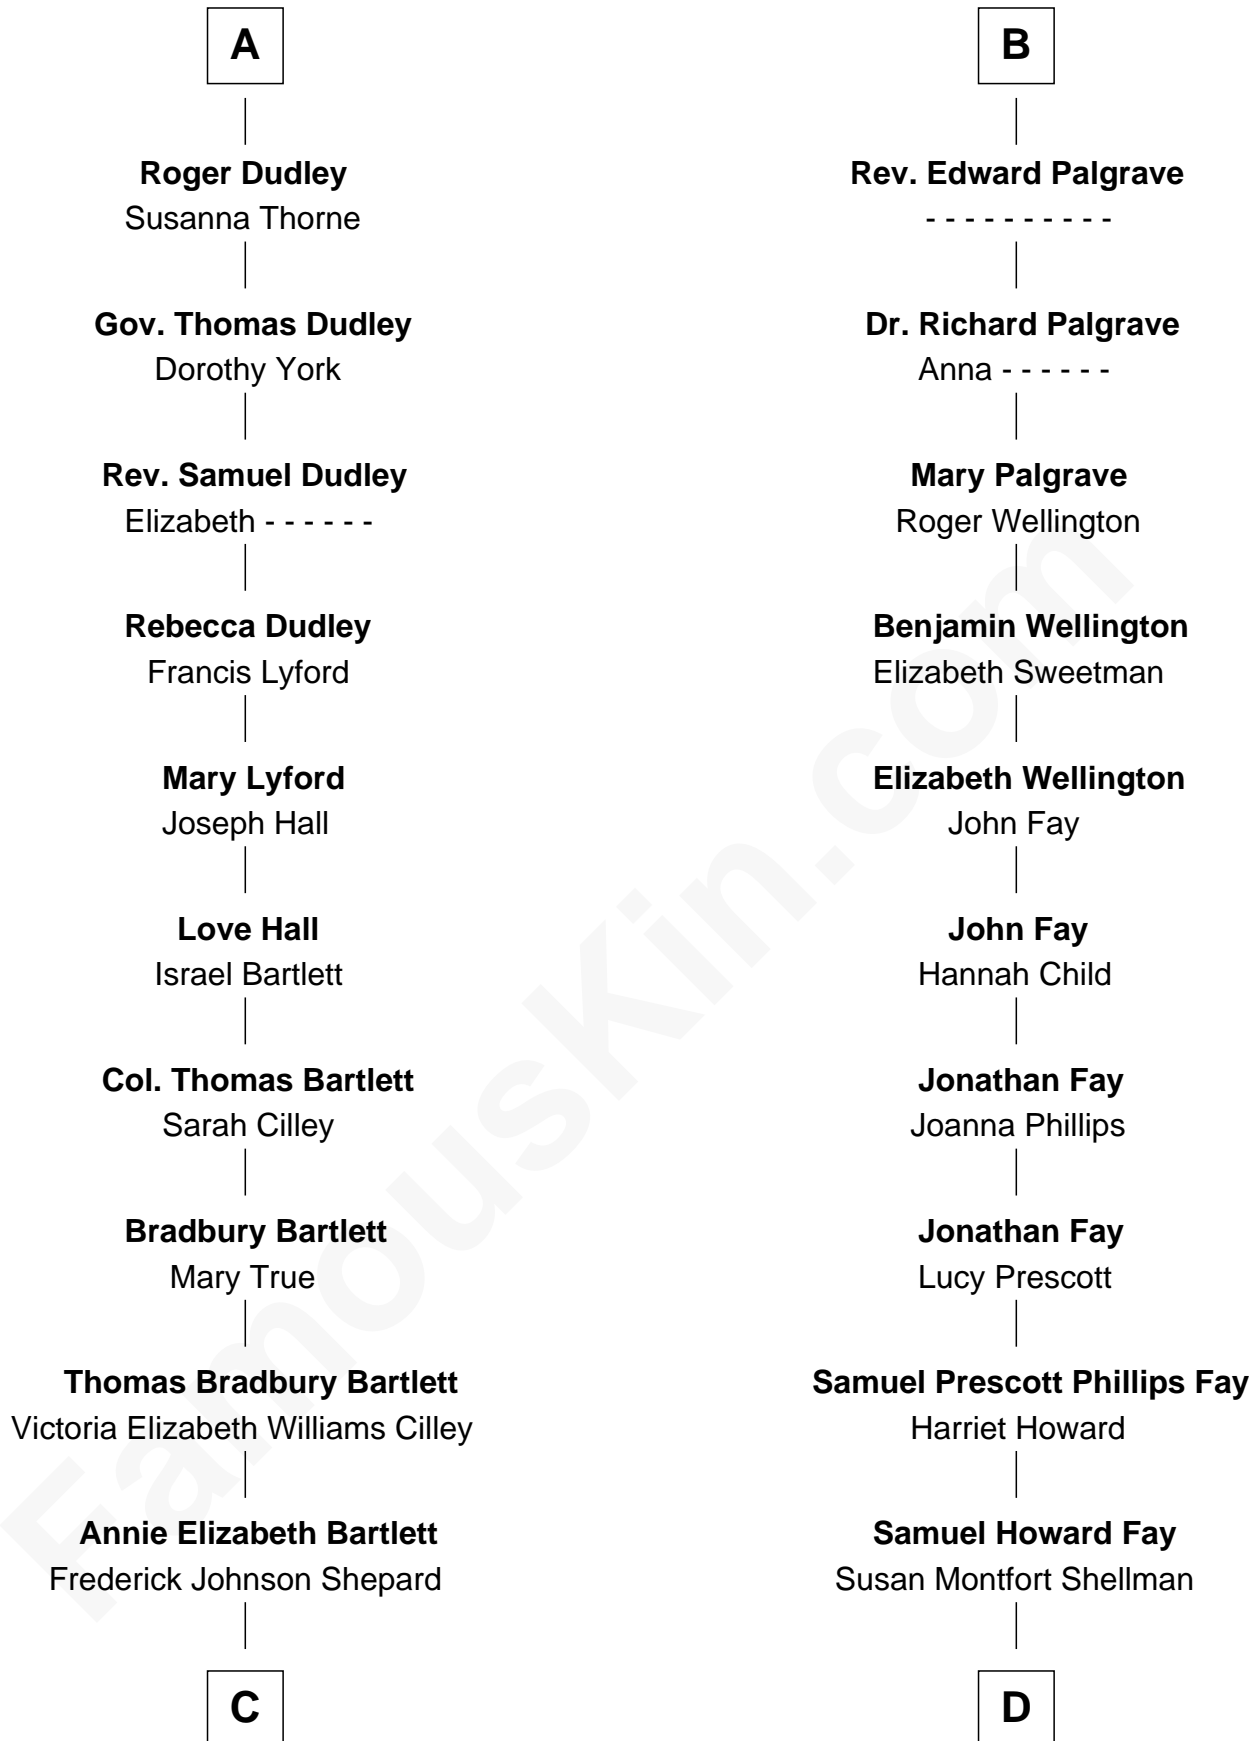 A
Roger Dudley
Susanna Thorne
Gov. Thomas Dudley
Dorothy York
Rev. Samuel Dudley
Elizabeth - - - - - -
Rebecca Dudley
Francis Lyford
Mary Lyford
Joseph Hall
Love Hall
Israel Bartlett
Col. Thomas Bartlett
Sarah Cilley
Bradbury Bartlett
Mary True
Thomas Bradbury Bartlett
Victoria Elizabeth Williams Cilley
Annie Elizabeth Bartlett
Frederick Johnson Shepard
C
B
Rev. Edward Palgrave
- - - - - - - - - -
Dr. Richard Palgrave
Anna - - - - - -
Mary Palgrave
Roger Wellington
Benjamin Wellington
Elizabeth Sweetman
Elizabeth Wellington
John Fay
John Fay
Hannah Child
Jonathan Fay
Joanna Phillips
Jonathan Fay
Lucy Prescott
Samuel Prescott Phillips Fay
Harriet Howard
Samuel Howard Fay
Susan Montfort Shellman
D
FamousKin.com